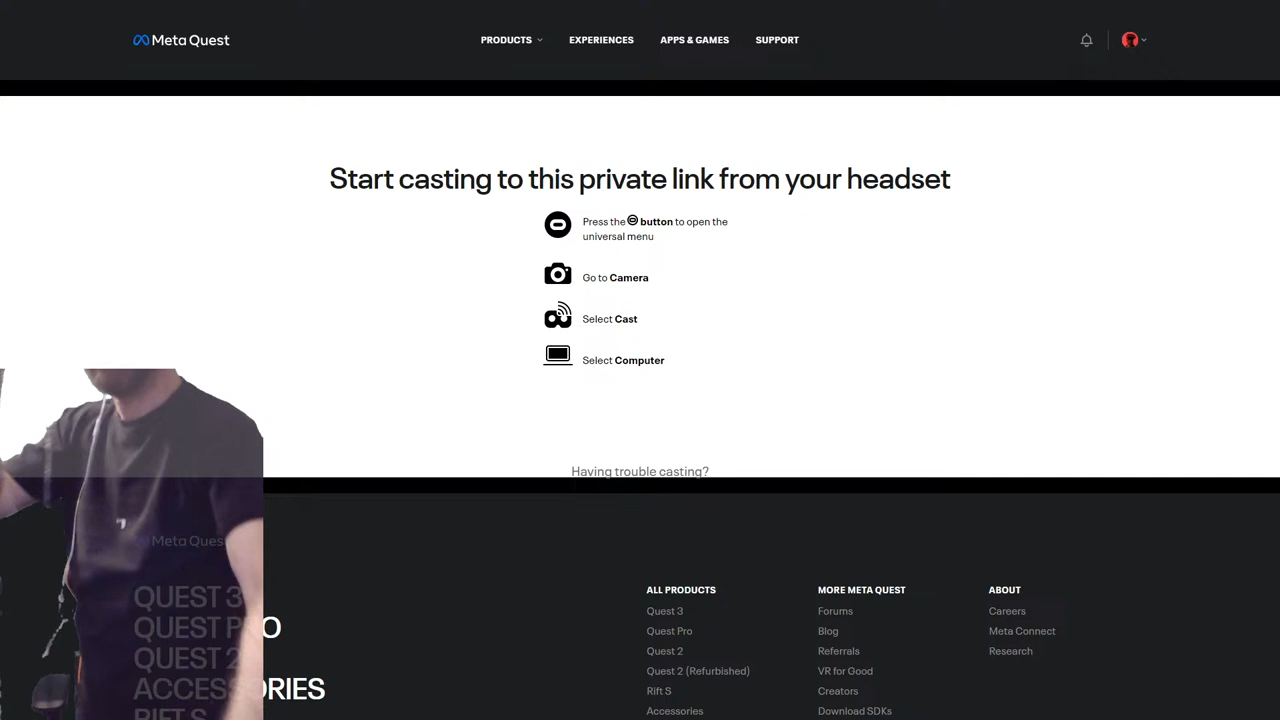 Meta Quest
PRODUCTS
EXPERIENCES
APPS & GAMES
SUPPORT
Start casting to this private link from your headset
Press the button to open the
universal menu
Go to Camera
Select Cast
Select Computer
Having trouble casting?
Meta Quest
QUEST 3
QUEST PRO
QUEST 2
ACCESSORIES
RIFT S
ALL PRODUCTS
Quest 3
Quest Pro
Quest 2
Quest 2 (Refurbished)
Rift S
Accessories
MORE META QUEST
Forums
Blog
Referrals
VR for Good
Creators
Download SDKs
ABOUT
Careers
Meta Connect
Research